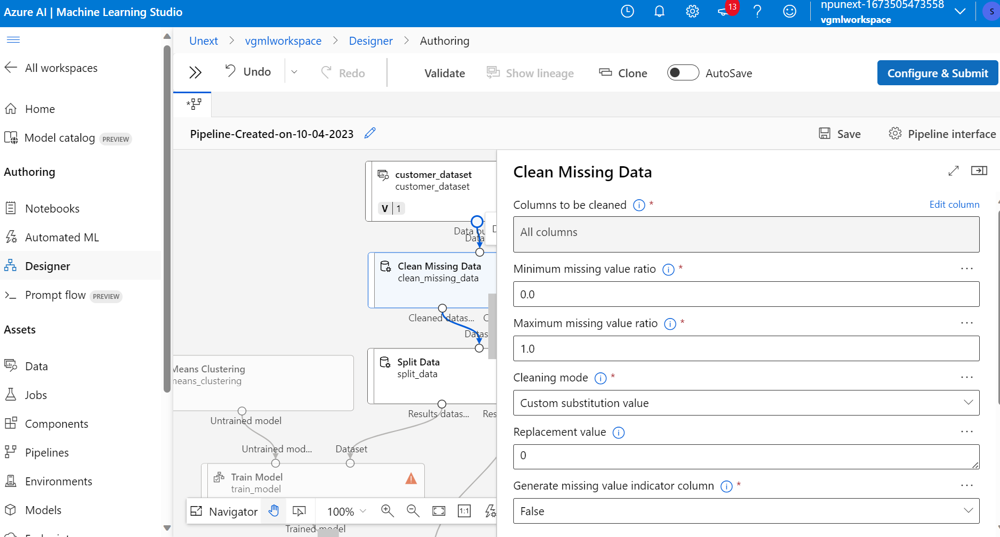 Azure AI | Machine Learning Studio
13
npunext-1673505473558
vgmlworkspace
S
All workspaces
Home
Model catalog PREVIEW
Authoring
Notebooks
Automated ML
Designer
Prompt flow PREVIEW
Assets
Data
Jobs
Components
Pipelines
Environments
Models
Unext > vgmlworkspace > Designer > Authoring
Undo Redo Validate Show lineage Clone AutoSave Configure & Submit
*
Pipeline-Created-on-10-04-2023
Save Pipeline interface
customer_dataset
customer_dataset
V 1
Data ou
D
Data
Clean Missing Data
clean_missing_data
Cleaned datas... C
Datas
Split Data
split_data
Means Clustering
means_clustering
Results datas... Res
Untrained model
Untrained mod... Dataset
Train Model
train_model
Navigator 100% 1:1
Trained model
Clean Missing Data
Columns to be cleaned * Edit column
All columns
Minimum missing value ratio * ...
0.0
Maximum missing value ratio * ...
1.0
Cleaning mode * ...
Custom substitution value
Replacement value ...
0
Generate missing value indicator column * ...
False